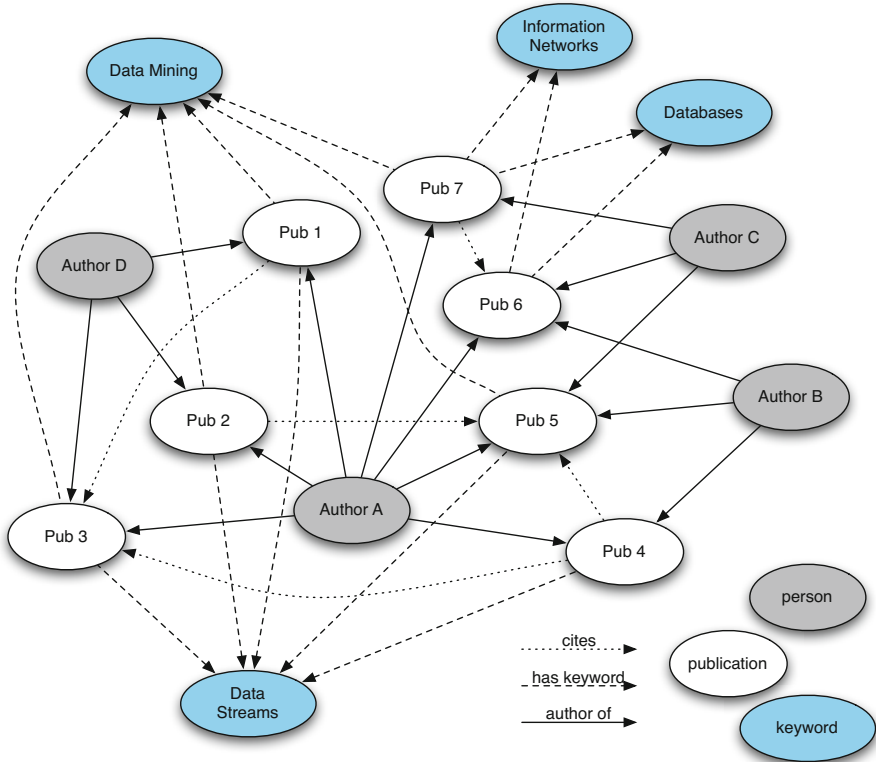 Information
Networks
Data Mining
Databases
Pub 7
Pub 1
Author C
Author D
Pub 6
Author B
Pub 2
Pub 5
Author A
Pub 3
Pub 4
person
cites
publication
has keyword
Data
Streams
author of
keyword